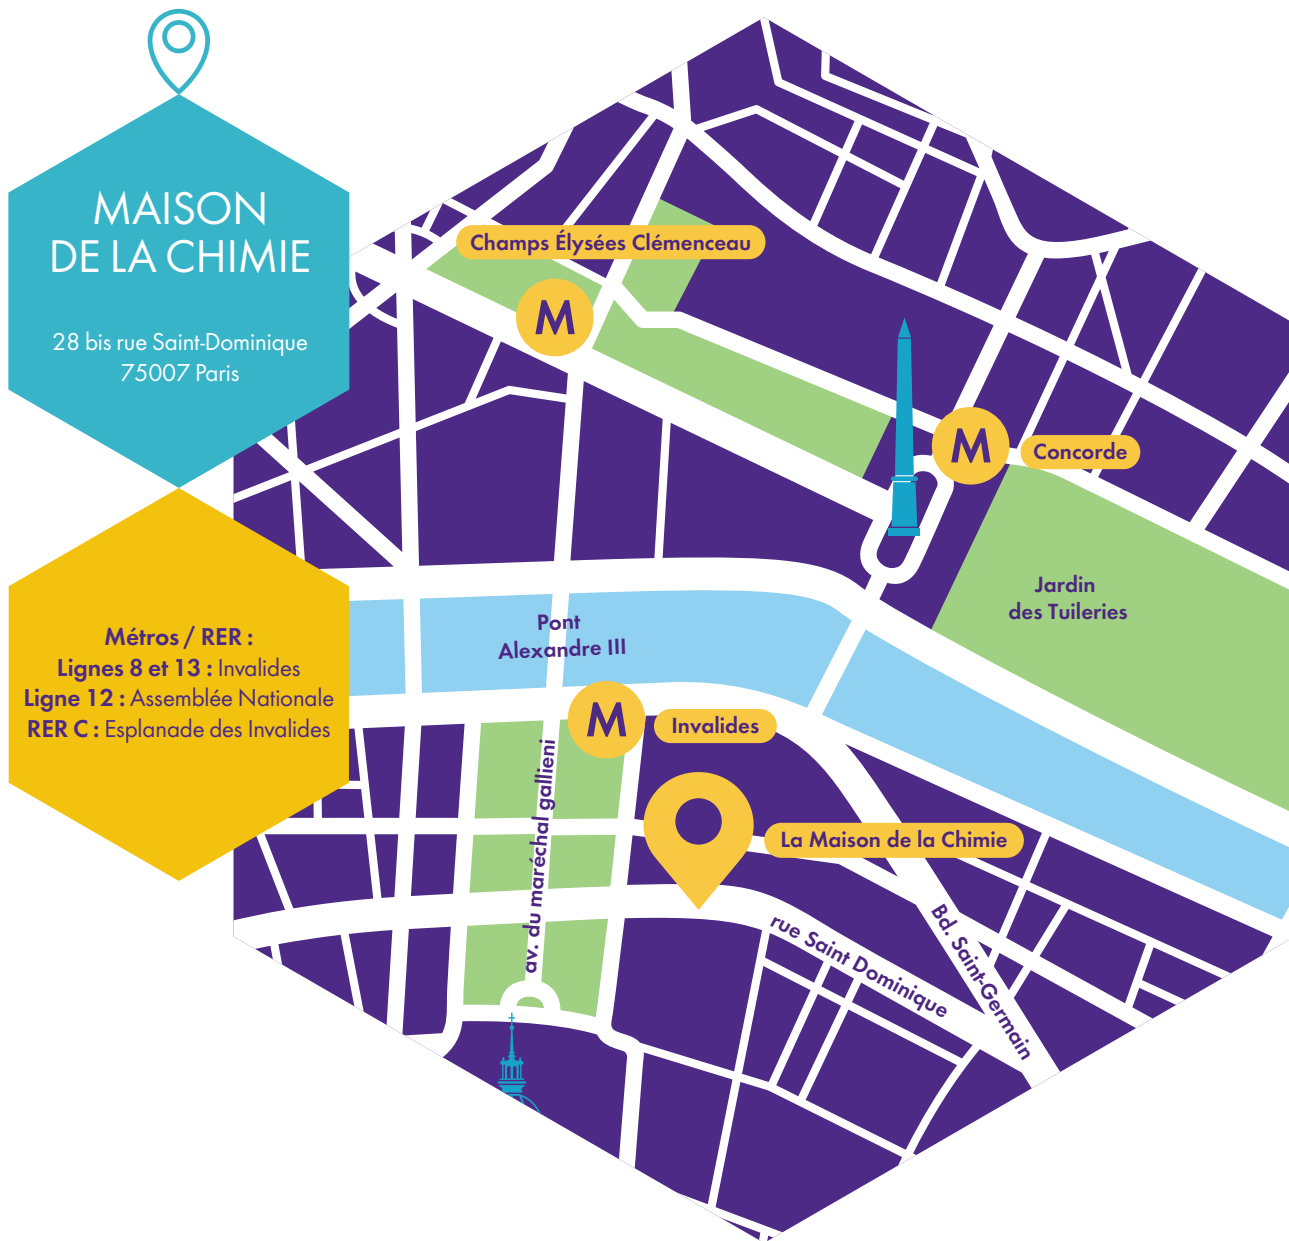 MAISON
DE LA CHIMIE
28 bis rue Saint-Dominique
75007 Paris
Métros / RER :
Lignes 8 et 13 : Invalides
Ligne 12 : Assemblée Nationale
RER C : Esplanade des Invalides
Champs Élysées Clémenceau
M
M
Concorde
Jardin
des Tuileries
Pont
Alexandre III
M
Invalides
av. du maréchal gallieni
La Maison de la Chimie
rue Saint Dominique
Bd. Saint-Germain